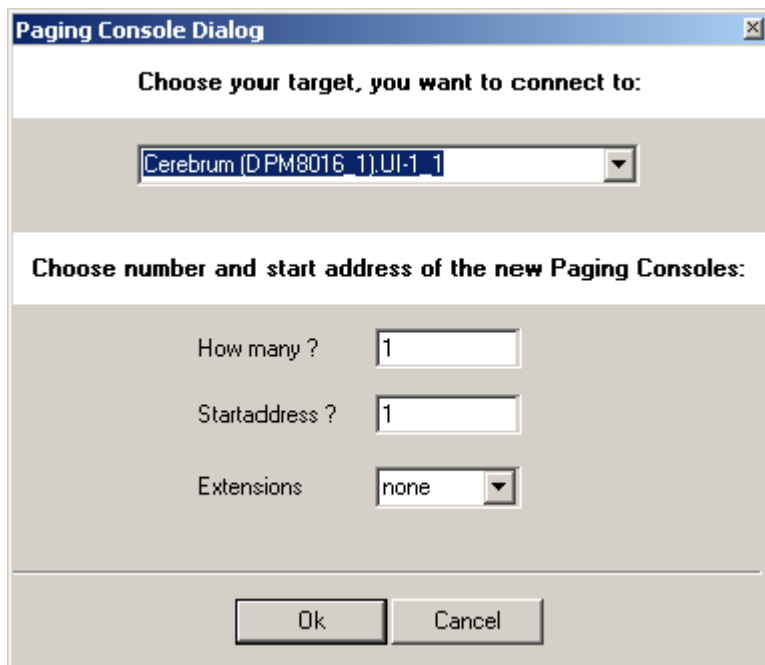 Paging Console Dialog
Choose your target, you want to connect to:
Cerebrum (DPM8016_1).UI-1_1
Choose number and start address of the new Paging Consoles:
How many ? 1
Startaddress ? 1
Extensions none
Ok Cancel